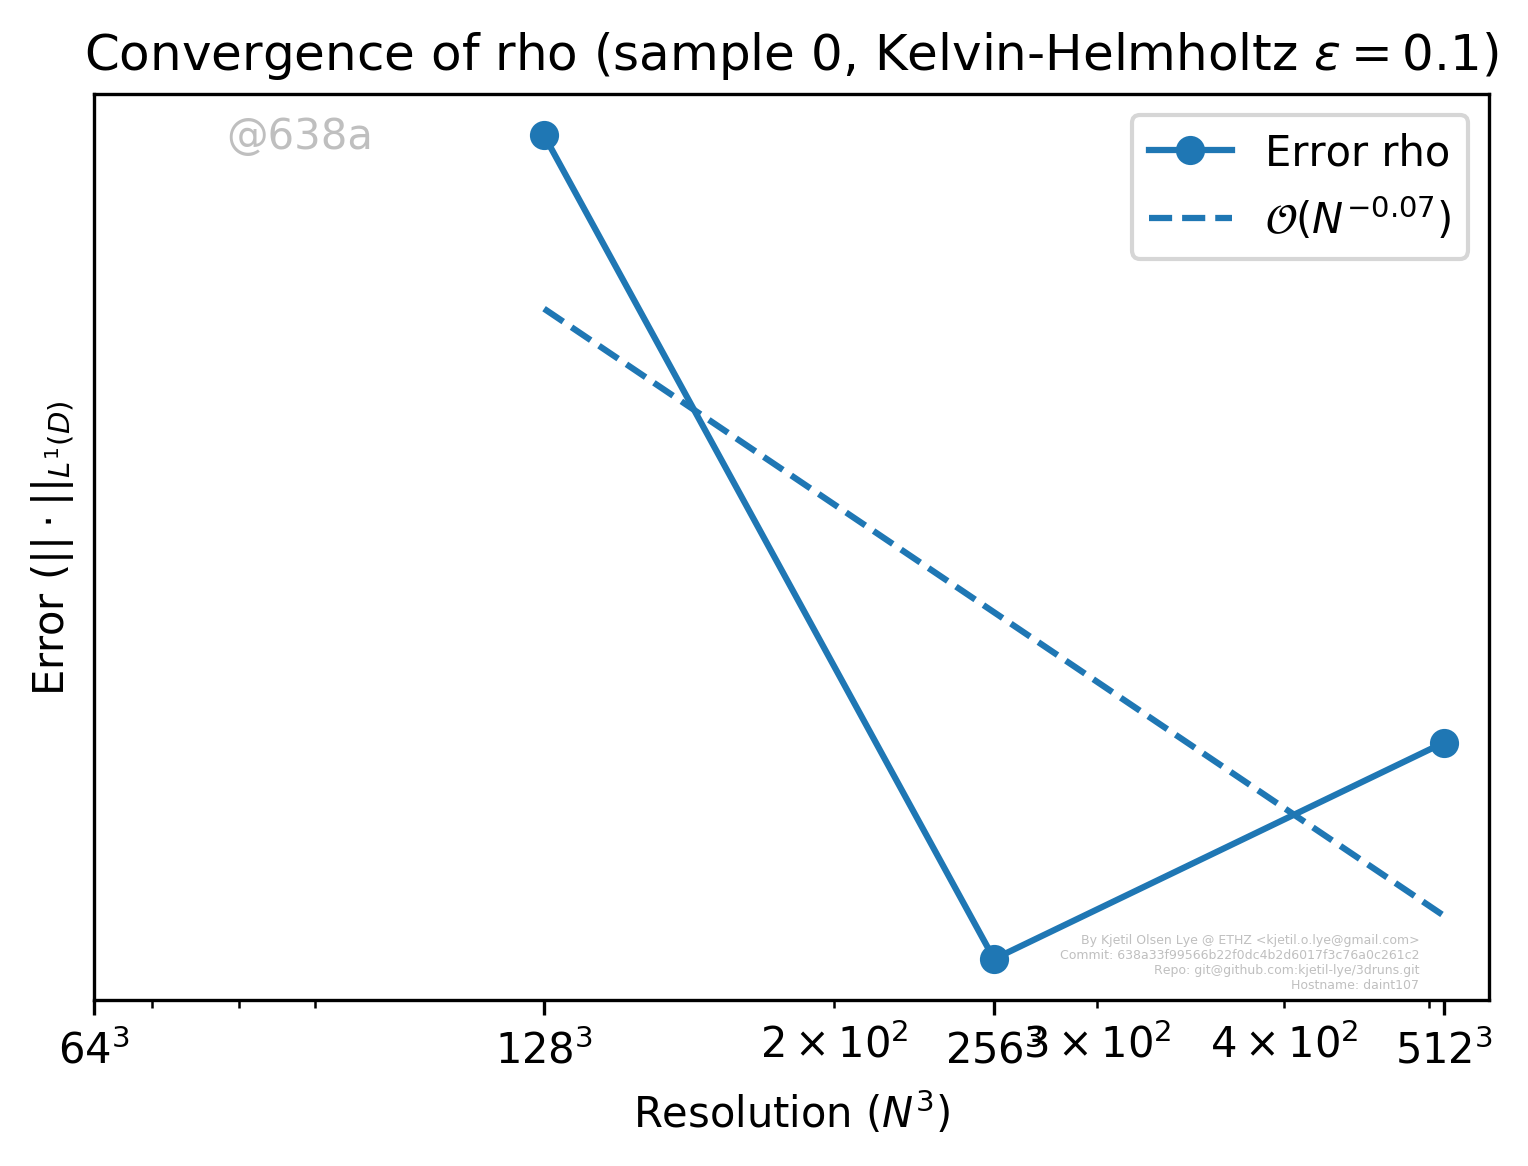 Convergence of rho (sample 0, Kelvin-Helmholtz ε = 0.1)
@638a
Error rho
𝒪(N⁻⁰·⁰⁷)
Error (|| · ||_{L¹(D)}
By Kjetil Olsen Lye @ ETHZ <kjetil.o.lye@gmail.com>
Commit: 638a33f99566b22f0dc4b2d6017f3c76a0c261c2
Repo: git@github.com:kjetil-lye/3druns.git
Hostname: daint107
64³ 128³ 2 × 10² 256³ 3 × 10² 4 × 10² 512³
Resolution (N³)